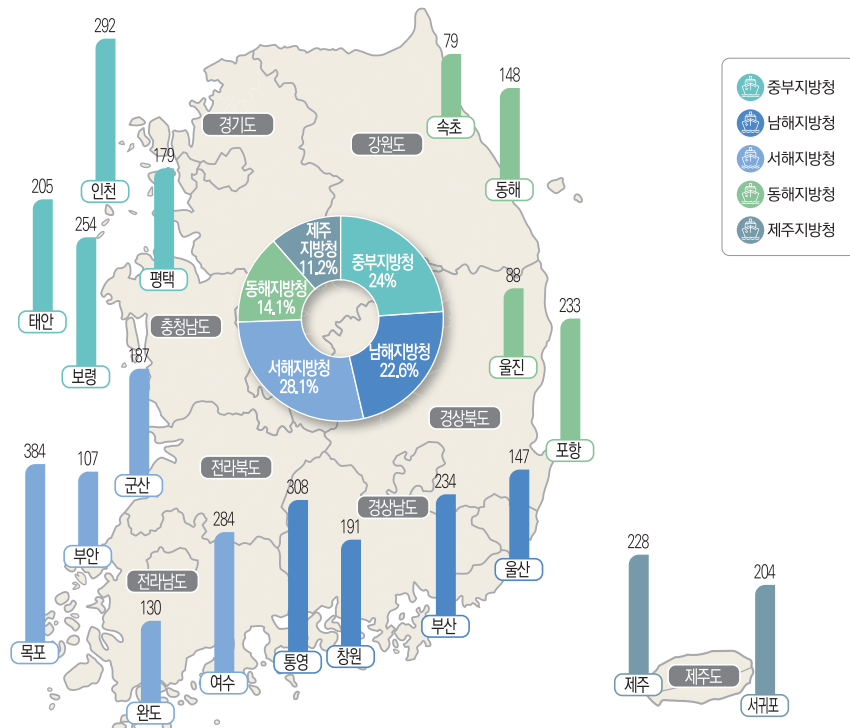 292
인천
179
평택
205
태안
254
보령
187
군산
384
목포
107
부안
130
완도
284
여수
308
통영
191
창원
234
부산
147
울산
79
속초
148
동해
88
울진
233
포항
228
제주
204
서귀포
경기도
강원도
충청남도
경상북도
전라북도
경상남도
전라남도
제주도
제주
지방청
11.2%
중부지방청
24%
동해지방청
14.1%
서해지방청
28.1%
남해지방청
22.6%
중부지방청
남해지방청
서해지방청
동해지방청
제주지방청